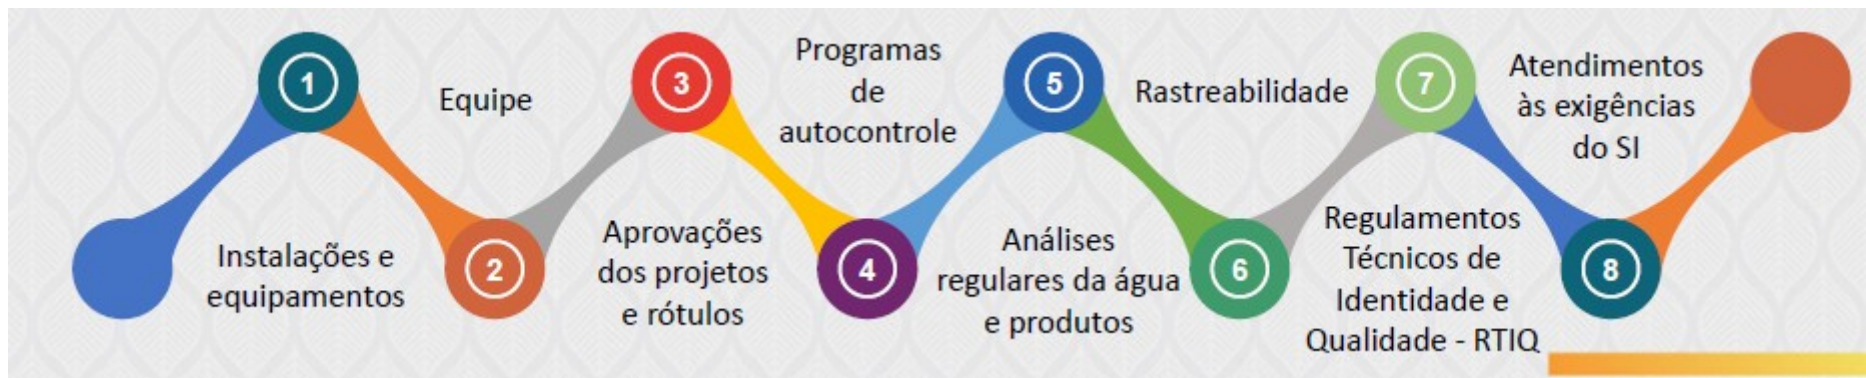 1
Instalações e
equipamentos
2
Equipe
3
Aprovações
dos projetos
e rótulos
4
Programas
de
autocontrole
5
Análises
regulares da água
e produtos
6
Rastreabilidade
7
Regulamentos
Técnicos de
Identidade e
Qualidade - RTIQ
8
Atendimentos
às exigências
do SI